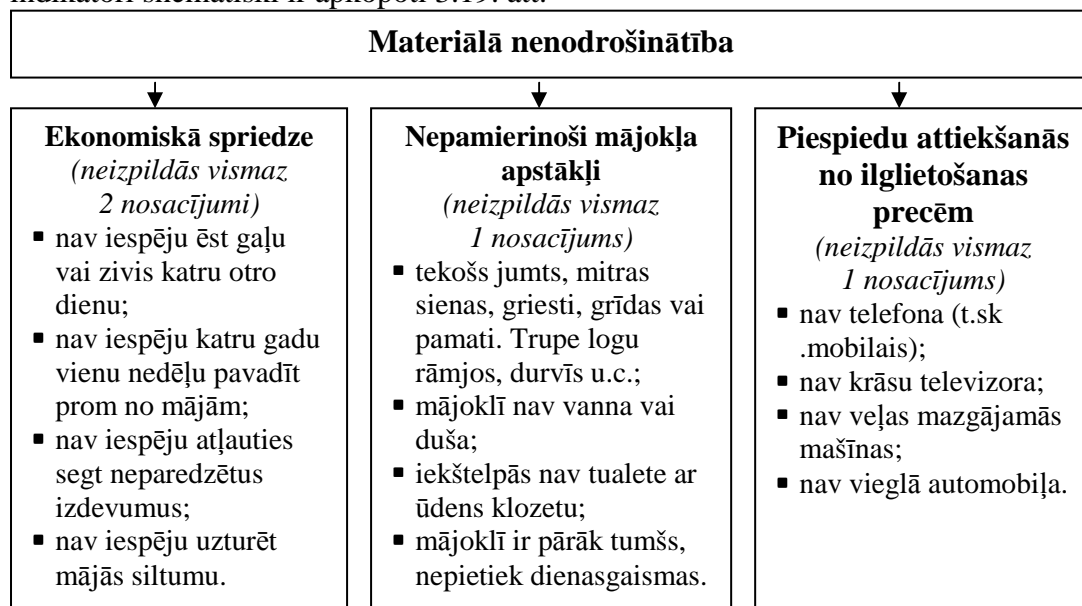 Materiālā nenodrošinātība
Ekonomiskā spriedze
(neizpildās vismaz
2 nosacījumi)
▪ nav iespēju ēst gaļu
vai zivis katru otro
dienu;
▪ nav iespēju katru gadu
vienu nedēļu pavadīt
prom no mājām;
▪ nav iespēju atļauties
segt neparedzētus
izdevumus;
▪ nav iespēju uzturēt
mājās siltumu.
Nepamierinoši mājokļa
apstākļi
(neizpildās vismaz
1 nosacījums)
▪ tekošs jumts, mitras
sienas, griesti, grīdas vai
pamati. Trupe logu
rāmjos, durvīs u.c.;
▪ mājoklī nav vanna vai
duša;
▪ iekštelpās nav tualete ar
ūdens klozetu;
▪ mājoklī ir pārāk tumšs,
nepietiek dienasgaismas.
Piespiedu attiekšanās
no ilglietošanas
precēm
(neizpildās vismaz
1 nosacījums)
▪ nav telefona (t.sk
.mobilais);
▪ nav krāsu televizora;
▪ nav veļas mazgājamās
mašīnas;
▪ nav vieglā automobiļa.